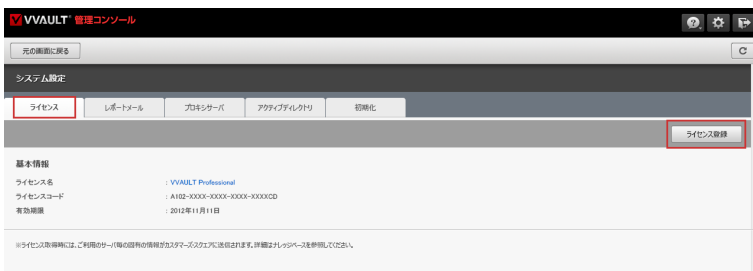 VVAULT 管理コンソール
元の画面に戻る
システム設定
ライセンス レポートメール プロキシサーバ アクティブディレクトリ 初期化
ライセンス登録
基本情報
ライセンス名 : VVAULT Professional
ライセンスコード : A102-XXXX-XXXX-XXXX-XXXXCD
有効期限 : 2012年11月11日
※ライセンス取得時には、ご利用のサーバ毎の固有の情報がカスタマーズ・スクエアに送信されます。詳細はナレッジベースを参照してください。